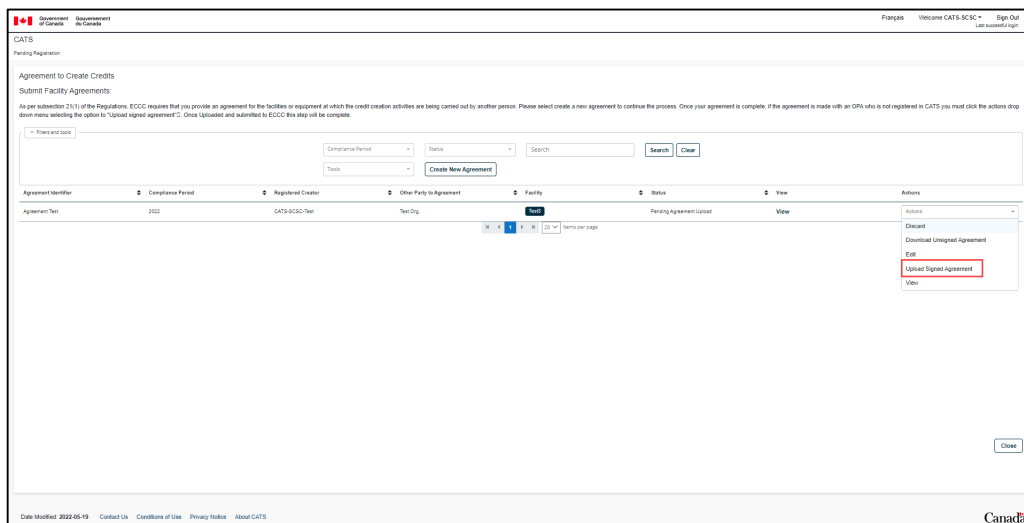 Government of Canada Gouvernement du Canada
Français Welcome CATS-SCSC Sign Out
Last successful login:
CATS
Pending Registration
Agreement to Create Credits
Submit Facility Agreements:
As per subsection 21(1) of the Regulations, ECCC requires that you provide an agreement for the facilities or equipment at which the credit creation activities are being carried out by another person. Please select create a new agreement to continue the process. Once your agreement is complete, if the agreement is made with an OPA who is not registered in CATS you must click the actions drop
down menu selecting the option to "Upload signed agreement". Once Uploaded and submitted to ECCC this step will be complete.
Filters and tools
Compliance Period Status Search Search Clear
Tools Create New Agreement
Agreement Identifier Compliance Period Registered Creator Other Party to Agreement Facility Status View Actions
Agreement Test 2022 CATS-SCSC-Test Test Org. Test3 Pending Agreement Upload View Actions
1 20 items per page
Discard
Download Unsigned Agreement
Edit
Upload Signed Agreement
View
Close
Date Modified: 2022-05-19 Contact Us Conditions of Use Privacy Notice About CATS
Canada